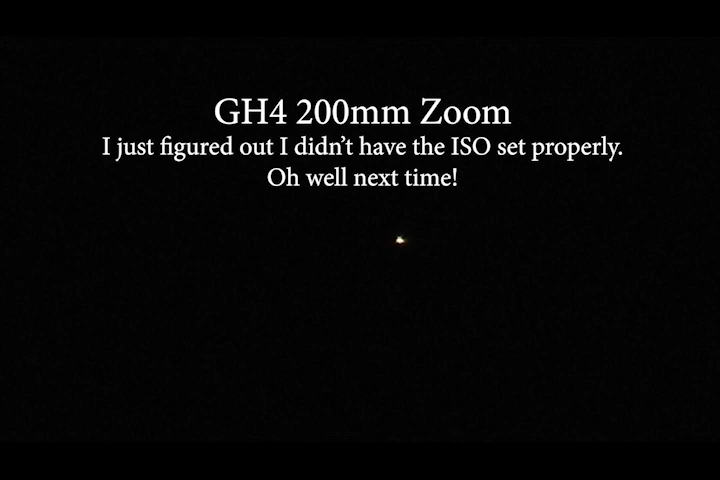 GH4 200mm Zoom
I just figured out I didn't have the ISO set properly.
Oh well next time!